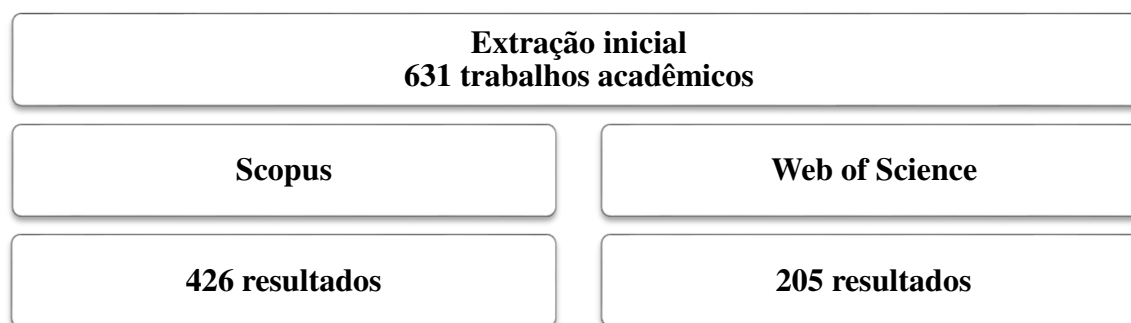 Extração inicial
631 trabalhos acadêmicos
Scopus
Web of Science
426 resultados
205 resultados